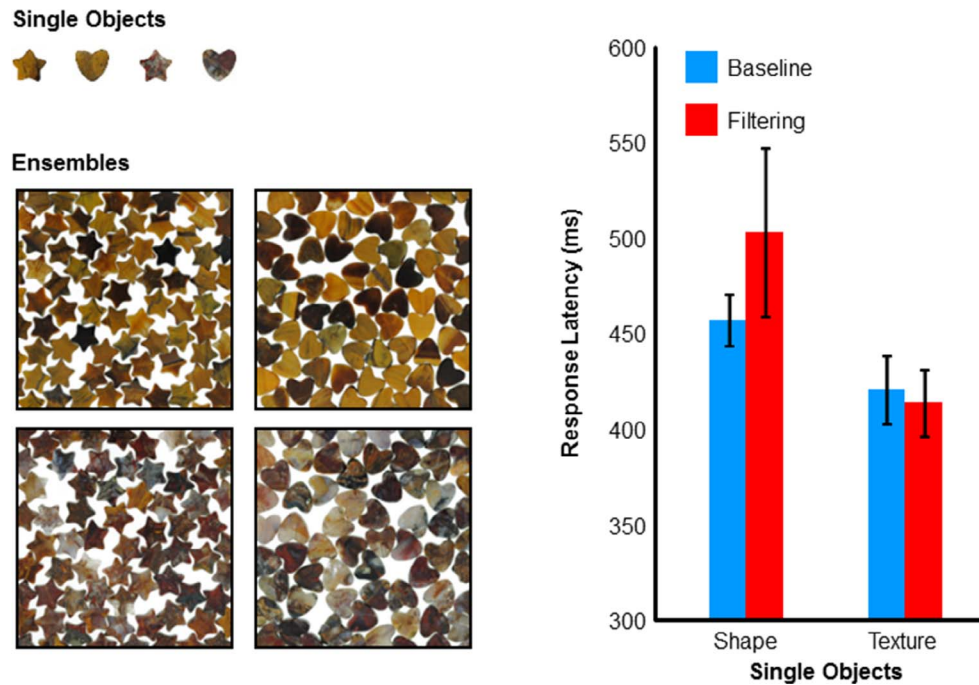 Single Objects
Ensembles
Response Latency (ms)
600
550
500
450
400
350
300
Baseline
Filtering
Shape
Texture
Single Objects